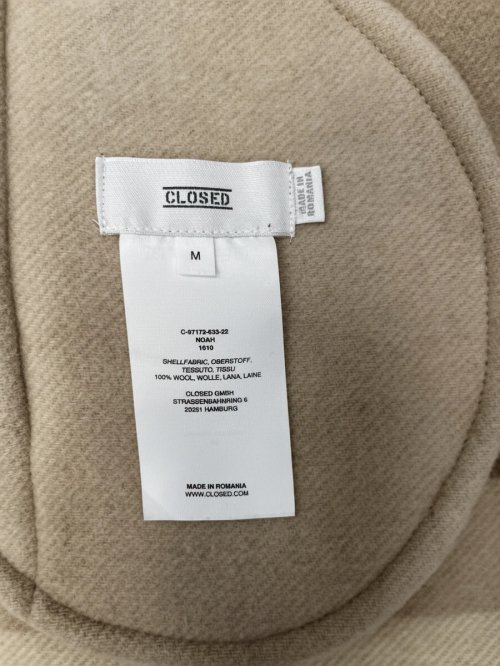 CLOSED
MADE IN
ROMANIA
M
C-97172-633-22
NOAH
1610
SHELLFABRIC, OBERSTOFF,
TESSUTO, TISSU
100% WOOL, WOLLE, LANA, LAINE
CLOSED GMBH
STRASSENBAHNRING 6
20251 HAMBURG
MADE IN ROMANIA
WWW.CLOSED.COM